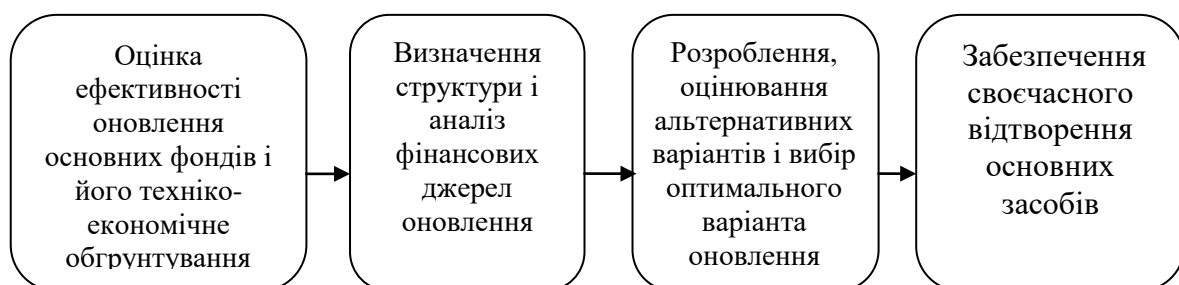 Оцінка
ефективності
оновлення
основних фондів і
його техніко-
економічне
обгрунтування
Визначення
структури і
аналіз
фінансових
джерел
оновлення
Розроблення,
оцінювання
альтернативних
варіантів і вибір
оптимального
варіанта
оновлення
Забезпечення
своєчасного
відтворення
основних
засобів